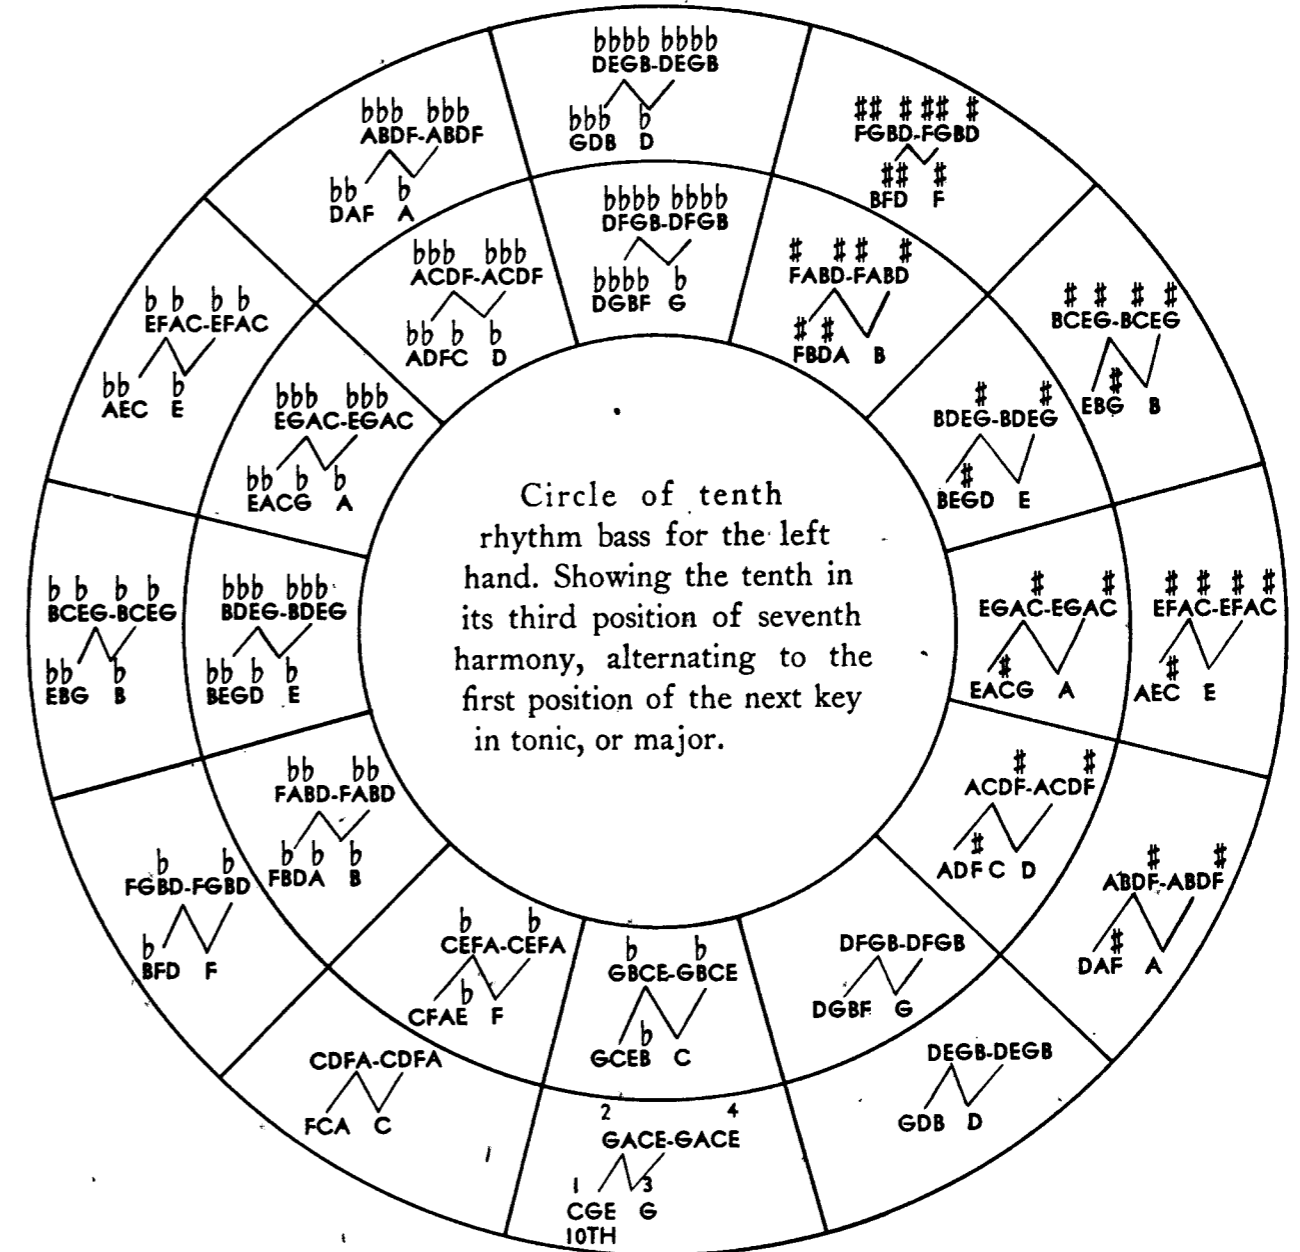 ♭♭♭♭ ♭♭♭♭
DEGB-DEGB
♭♭♭ ♭
GDB D
♯♯ ♯ ♯♯ ♯
FGBD-FGBD
♯♯ ♯
BFD F
♯ ♯ ♯ ♯
BCEG-BCEG
♯
EBG B
♯ ♯ ♯ ♯
EFAC-EFAC
♯
AEC E
♯ ♯
ABDF-ABDF
♯
DAF A
DEGB-DEGB
GDB D
2 4
GACE-GACE
1 3
CGE G
10TH
CDFA-CDFA
FCA C
♭ ♭
FGBD-FGBD
♭
BFD F
♭ ♭ ♭ ♭
BCEG-BCEG
♭♭ ♭
EBG B
♭ ♭ ♭ ♭
EFAC-EFAC
♭♭ ♭
AEC E
♭♭♭ ♭♭♭
ABDF-ABDF
♭♭ ♭
DAF A
♭♭♭♭ ♭♭♭♭
DFGB-DFGB
♭♭♭♭ ♭
DGBF G
♯ ♯♯ ♯
FABD-FABD
♯ ♯
FBDA B
♯ ♯
BDEG-BDEG
♯
BEGD E
♯ ♯
EGAC-EGAC
♯
EACG A
♯ ♯
ACDF-ACDF
♯
ADFC D
DFGB-DFGB
DGBF G
♭ ♭
GBCE-GBCE
♭
GCEB C
♭ ♭
CEFA-CEFA
♭
CFAE F
♭♭ ♭♭
FABD-FABD
♭ ♭ ♭
FBDA B
♭♭♭ ♭♭♭
BDEG-BDEG
♭♭ ♭ ♭
BEGD E
♭♭♭ ♭♭♭
EGAC-EGAC
♭♭ ♭ ♭
EACG A
♭♭♭ ♭♭♭
ACDF-ACDF
♭♭ ♭ ♭
ADFC D
Circle of tenth
rhythm bass for the left
hand. Showing the tenth in
its third position of seventh
harmony, alternating to the
first position of the next key
in tonic, or major.